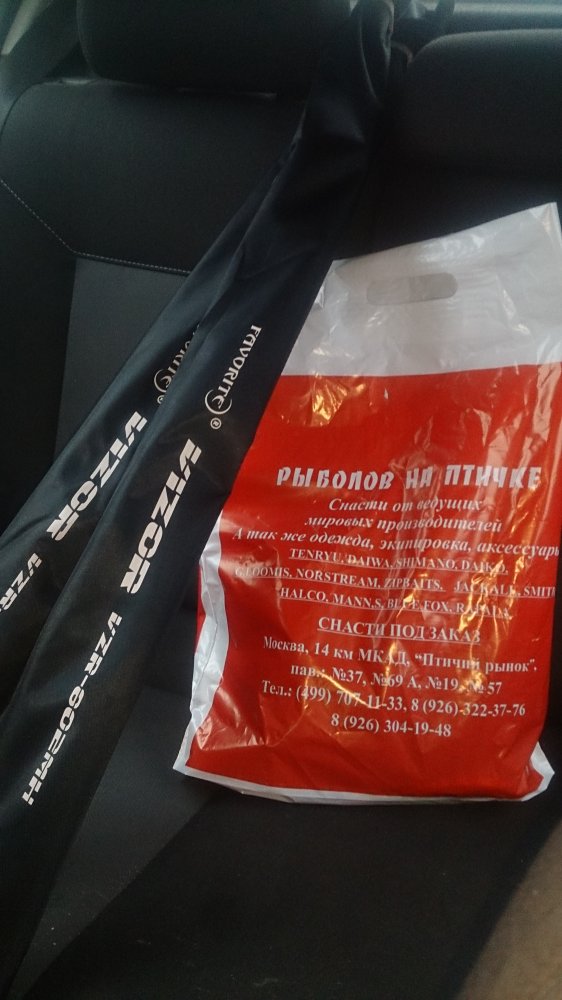 FAVORITE®
VIZOR
VIZOR
VZR-802MH
VZR
РЫБОЛОВ НА ПТИЧКЕ
Снасти от ведущих
мировых производителей
А так же одежда, экипировка, аксессуары
TENRYU, DAIWA, SHIMANO, DAIKO,
G.LOOMIS, NORSTREAM, ZIPBAITS, JACKALL, SMITH
HALCO, MANN,S, BLUE FOX, RAPALA
СНАСТИ ПОД ЗАКАЗ
Москва, 14 км МКАД, "Птичий рынок",
пав.: №37, №69 А, №19, №57
Тел.: (499) 707-11-33, 8 (926)-322-37-76
8 (926) 304-19-48